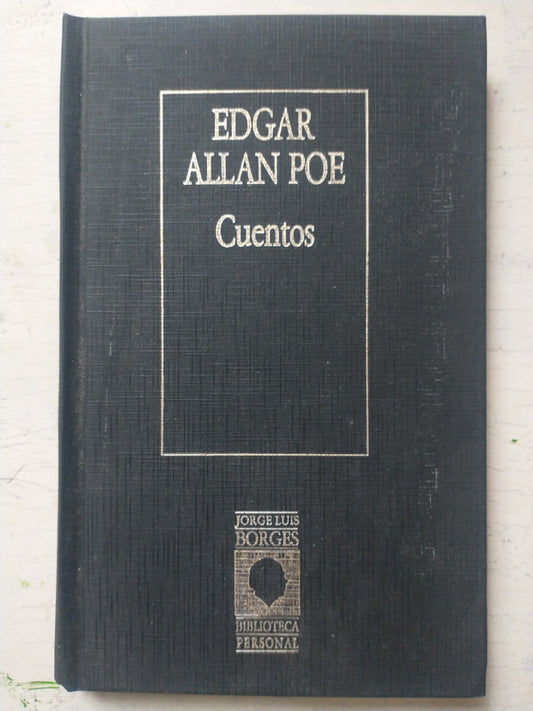 EDGAR
ALLAN POE
Cuentos
JORGE LUIS
BORGES
BIBLIOTECA
PERSONAL